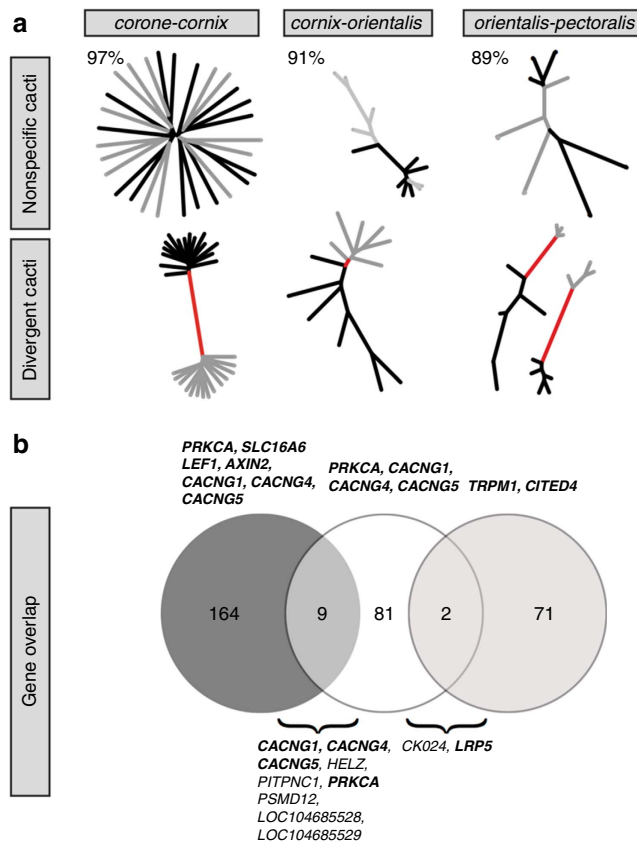 a
corone-cornix
cornix-orientalis
orientalis-pectoralis
Nonspecific cacti
97%
91%
89%
Divergent cacti
b
PRKCA, SLC16A6
LEF1, AXIN2,
CACNG1, CACNG4,
CACNG5
PRKCA, CACNG1,
CACNG4, CACNG5
TRPM1, CITED4
Gene overlap
164
9
81
2
71
CACNG1, CACNG4,
CACNG5, HELZ,
PITPNC1, PRKCA
PSMD12,
LOC104685528,
LOC104685529
CK024, LRP5